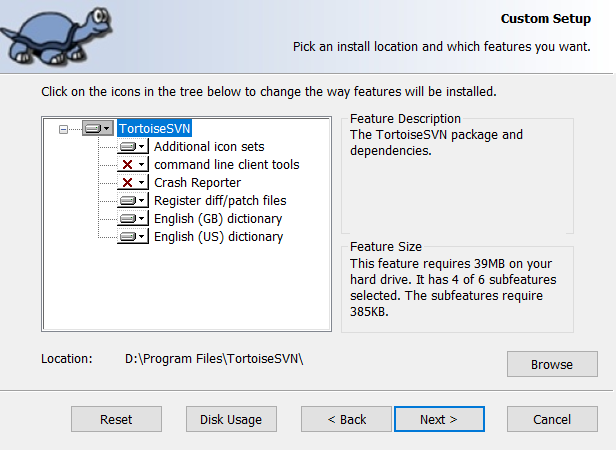 Custom Setup
Pick an install location and which features you want.
Click on the icons in the tree below to change the way features will be installed.
TortoiseSVN
Additional icon sets
command line client tools
Crash Reporter
Register diff/patch files
English (GB) dictionary
English (US) dictionary
Feature Description
The TortoiseSVN package and
dependencies.
Feature Size
This feature requires 39MB on your
hard drive. It has 4 of 6 subfeatures
selected. The subfeatures require
385KB.
Location: D:\Program Files\TortoiseSVN\
Browse
Reset Disk Usage < Back Next > Cancel